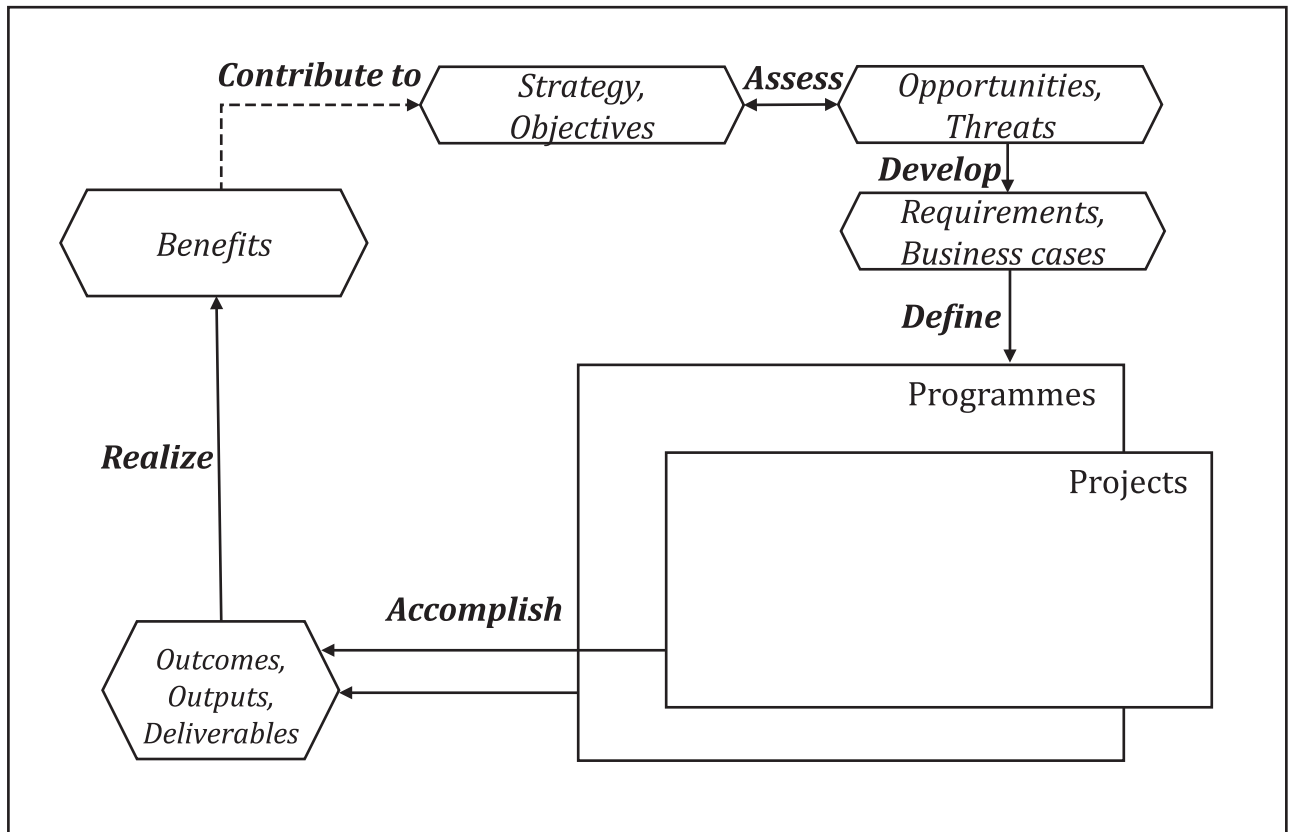 Contribute to
Strategy,
Objectives
Assess
Opportunities,
Threats
Develop
Requirements,
Business cases
Benefits
Define
Programmes
Projects
Realize
Accomplish
Outcomes,
Outputs,
Deliverables